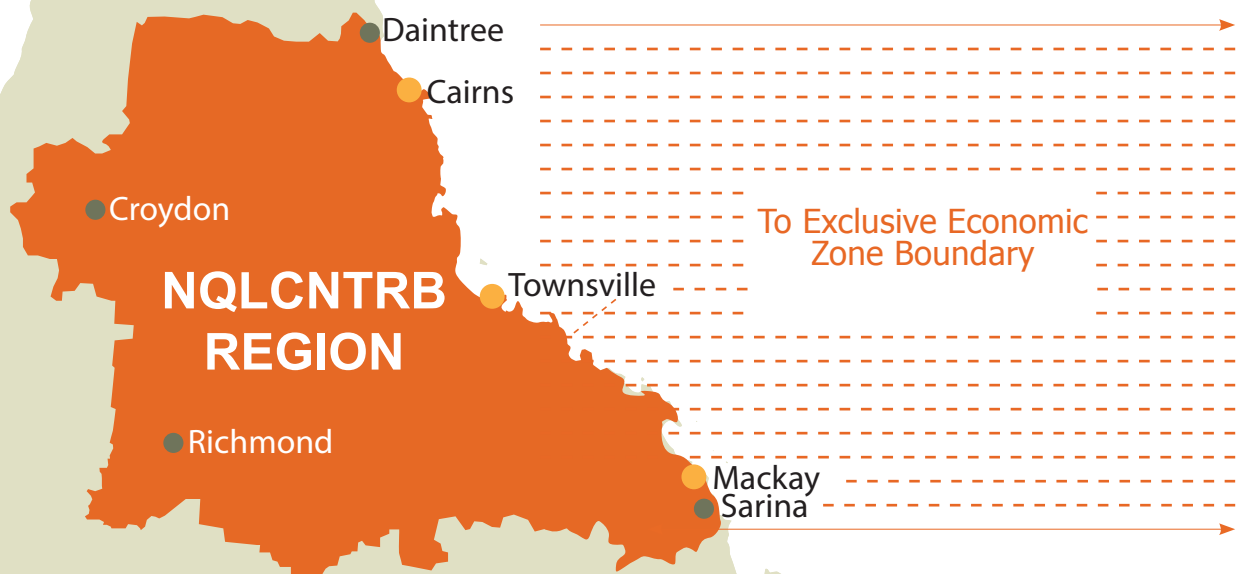 Daintree
Cairns
Croydon
To Exclusive Economic
Zone Boundary
NQLCNTRB
REGION
Townsville
Richmond
Mackay
Sarina